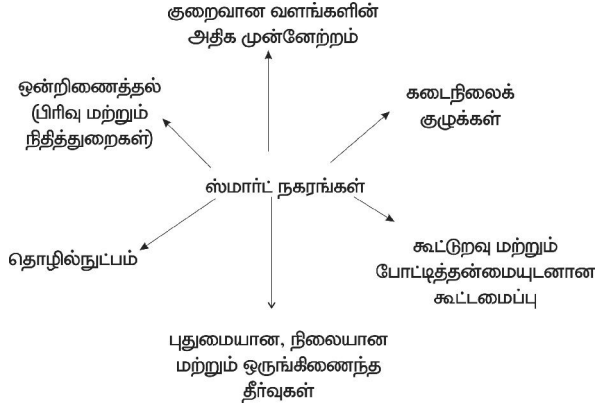 குறைவான வளங்களின்
அதிக முன்னேற்றம்
ஒன்றிணைத்தல்
(பிரிவு மற்றும்
நிதித்துறைகள்)
கடைநிலைக்
குழுக்கள்
ஸ்மார்ட் நகரங்கள்
தொழில்நுட்பம்
கூட்டுறவு மற்றும்
போட்டித்தன்மையுடனான
கூட்டமைப்பு
புதுமையான, நிலையான
மற்றும் ஒருங்கிணைந்த
தீர்வுகள்